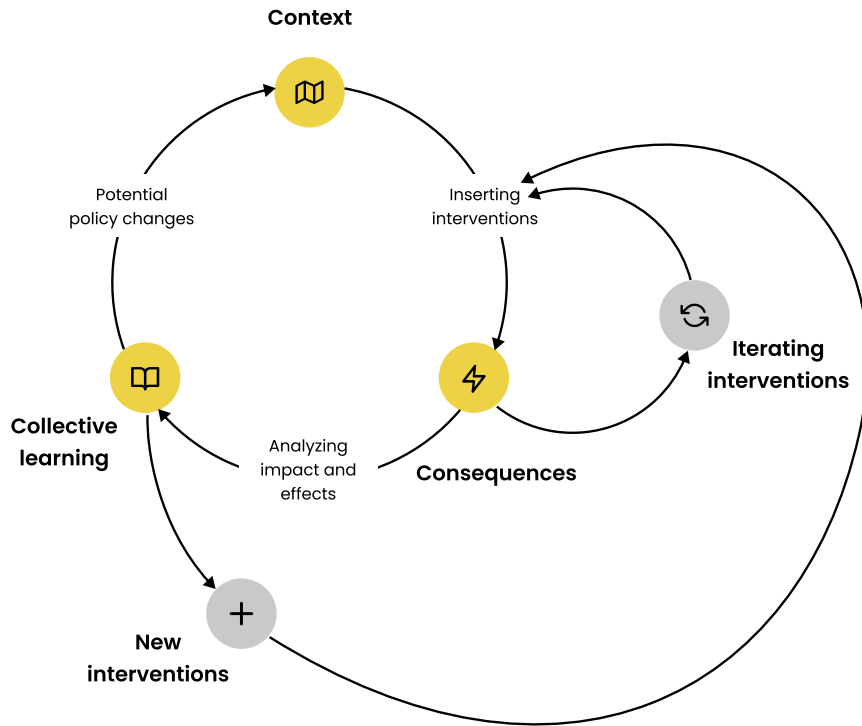 Context
Potential
policy changes
Inserting
interventions
Iterating
interventions
Collective
learning
Analyzing
impact and
effects
Consequences
New
interventions